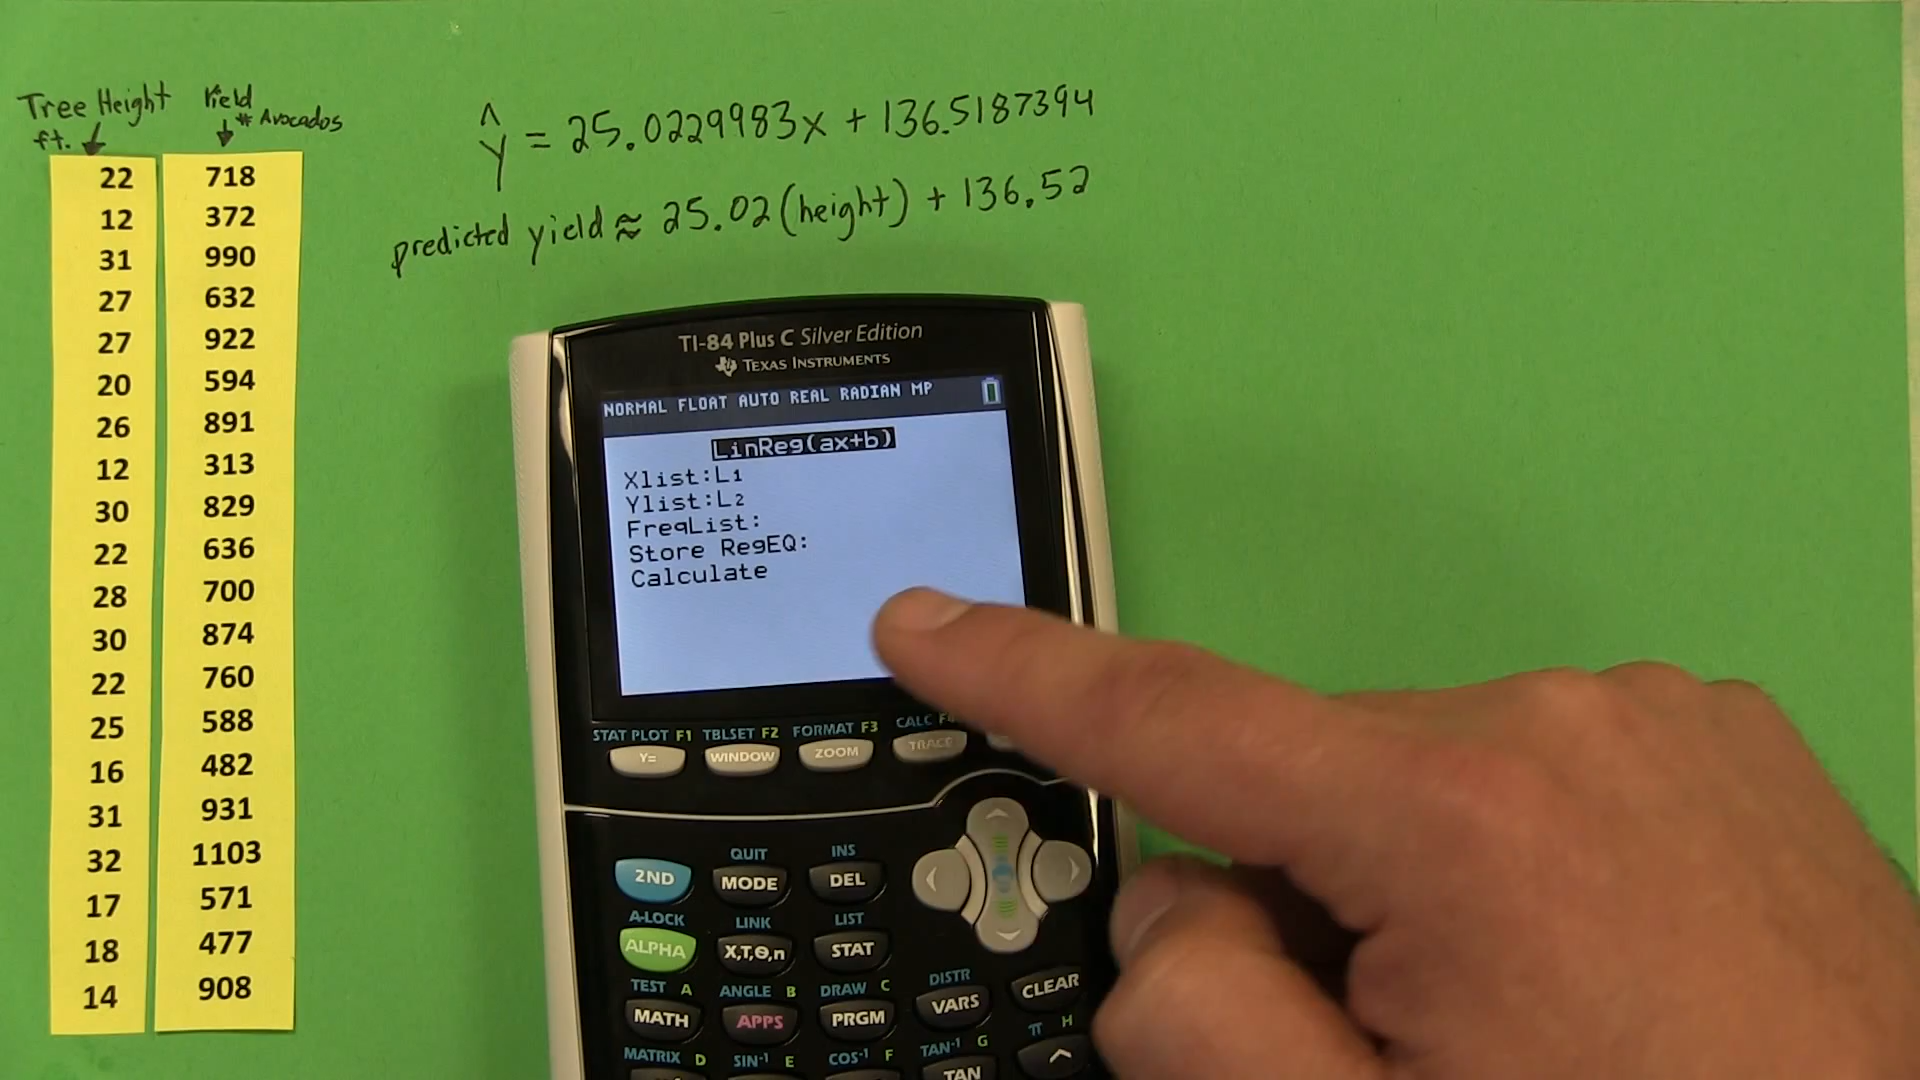 Tree Height
ft.
Yield
# Avocados
22 718
12 372
31 990
27 632
27 922
20 594
26 891
12 313
30 829
22 636
28 700
30 874
22 760
25 588
16 482
31 931
32 1103
17 571
18 477
14 908
ŷ = 25.0229983x + 136.5187394
predicted yield ≈ 25.02 (height) + 136.52
TI-84 Plus C Silver Edition
TEXAS INSTRUMENTS
NORMAL FLOAT AUTO REAL RADIAN MP
LinReg(ax+b)
Xlist:L1
Ylist:L2
FreqList:
Store RegEQ:
Calculate
STAT PLOT F1 TBLSET F2 FORMAT F3 CALC F4
Y= WINDOW ZOOM TRACE
QUIT INS
2ND MODE DEL
A-LOCK LINK LIST
ALPHA X,T,Θ,n STAT
TEST A ANGLE B DRAW C DISTR
MATH APPS PRGM VARS CLEAR
MATRIX D SIN⁻¹ E COS⁻¹ F TAN⁻¹ G π H
TAN ^